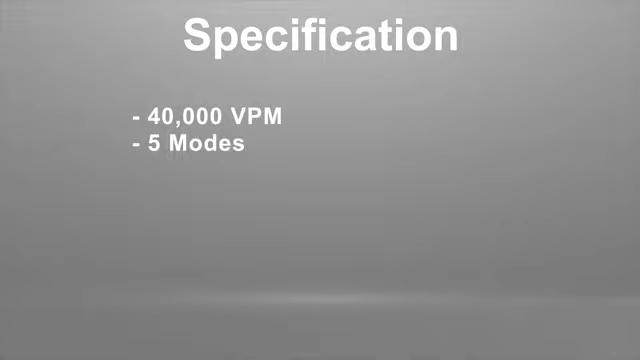 Specification
- 40,000 VPM
- 5 Modes